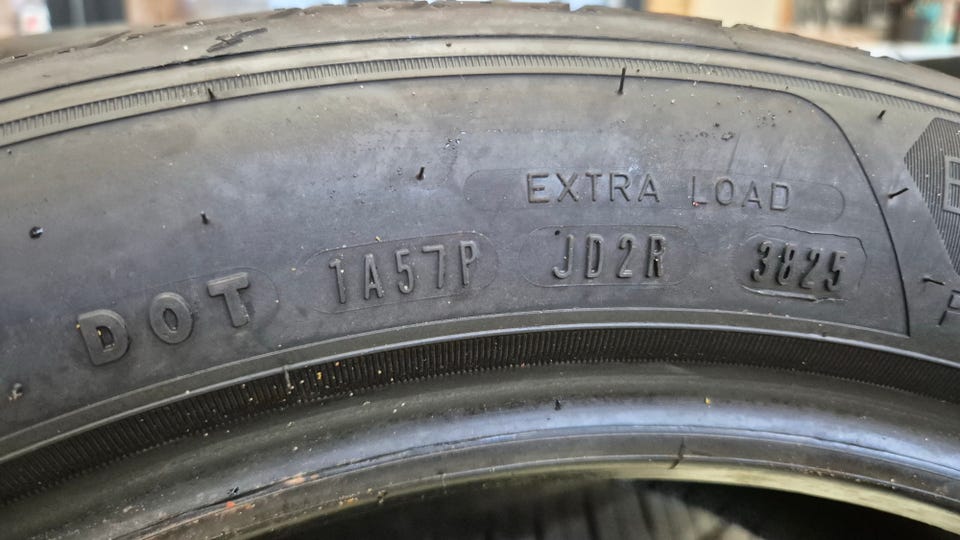 EXTRA LOAD
DOT 1A57P JD2R 3825